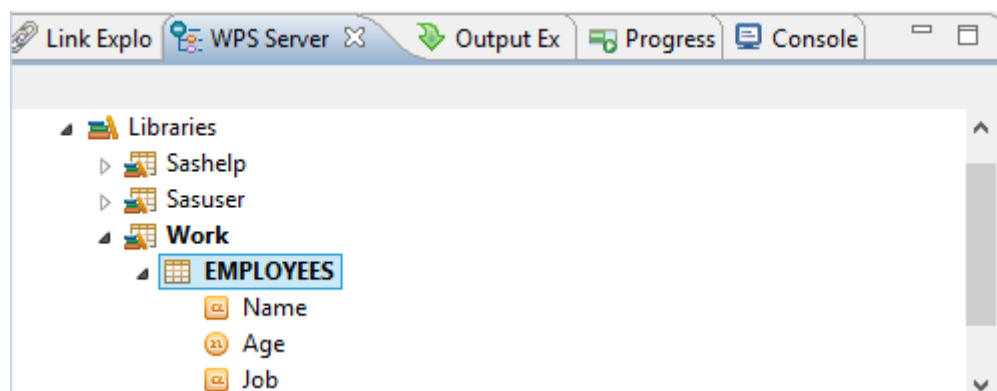 Link Explo WPS Server Output Ex Progress Console
Libraries
Sashelp
Sasuser
Work
EMPLOYEES
Name
Age
Job